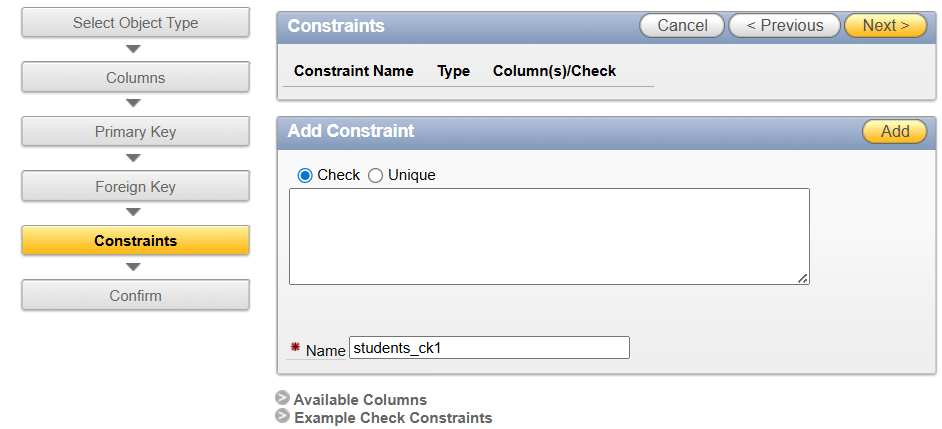 Select Object Type
Columns
Primary Key
Foreign Key
Constraints
Confirm
Constraints Cancel < Previous Next >
Constraint Name Type Column(s)/Check
Add Constraint Add
Check Unique
* Name students_ck1
Available Columns
Example Check Constraints